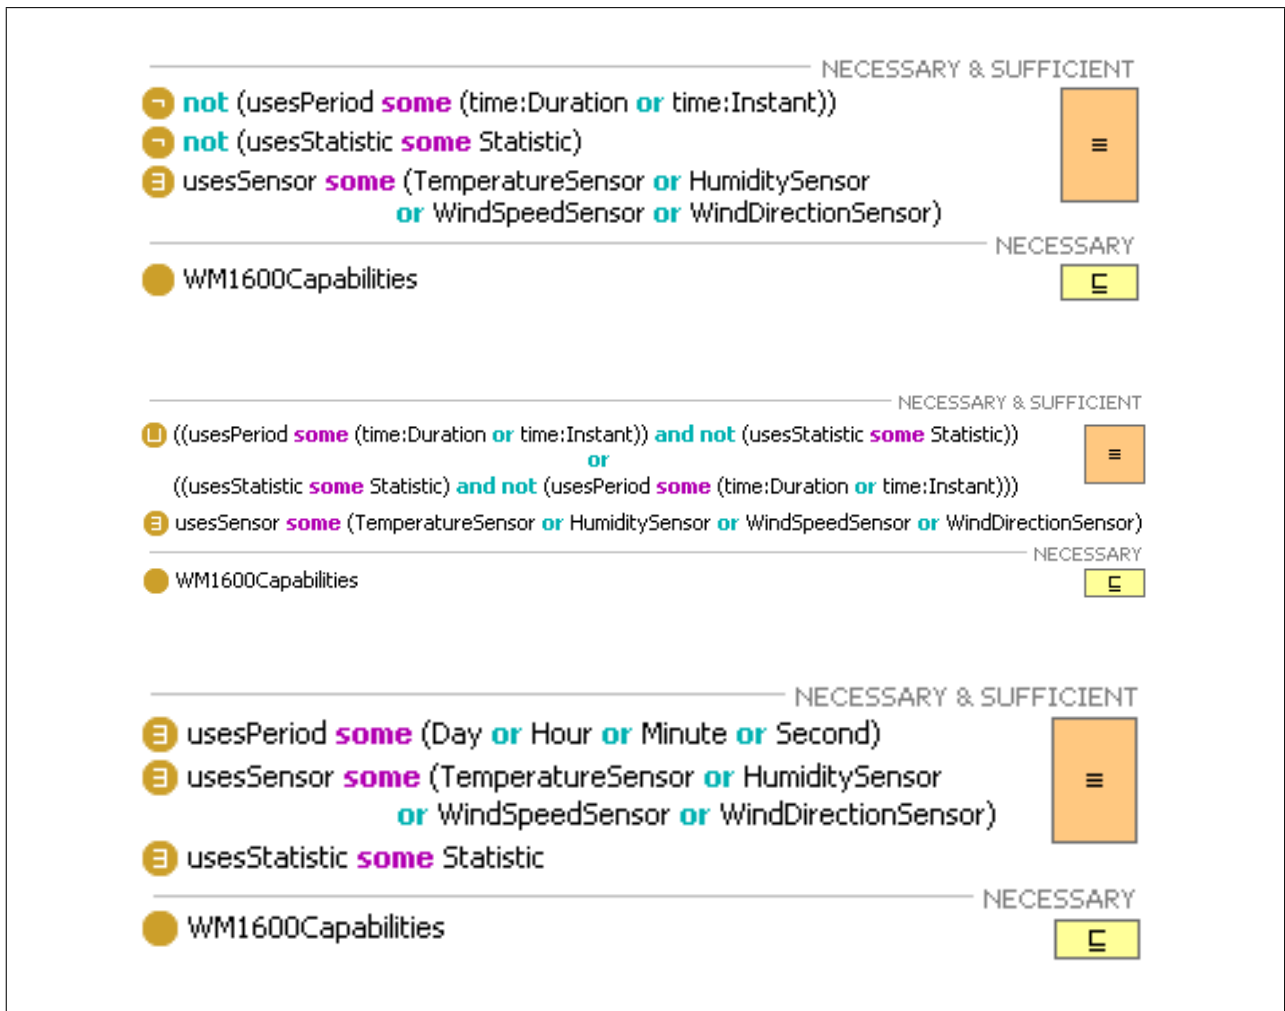 NECESSARY & SUFFICIENT
¬ not (usesPeriod some (time:Duration or time:Instant))
≡
¬ not (usesStatistic some Statistic)
∃ usesSensor some (TemperatureSensor or HumiditySensor
or WindSpeedSensor or WindDirectionSensor)
NECESSARY
WM1600Capabilities
⊑
NECESSARY & SUFFICIENT
⊔ ((usesPeriod some (time:Duration or time:Instant)) and not (usesStatistic some Statistic))
≡
or
((usesStatistic some Statistic) and not (usesPeriod some (time:Duration or time:Instant)))
∃ usesSensor some (TemperatureSensor or HumiditySensor or WindSpeedSensor or WindDirectionSensor)
NECESSARY
WM1600Capabilities
⊑
NECESSARY & SUFFICIENT
∃ usesPeriod some (Day or Hour or Minute or Second)
∃ usesSensor some (TemperatureSensor or HumiditySensor
≡
or WindSpeedSensor or WindDirectionSensor)
∃ usesStatistic some Statistic
NECESSARY
WM1600Capabilities
⊑